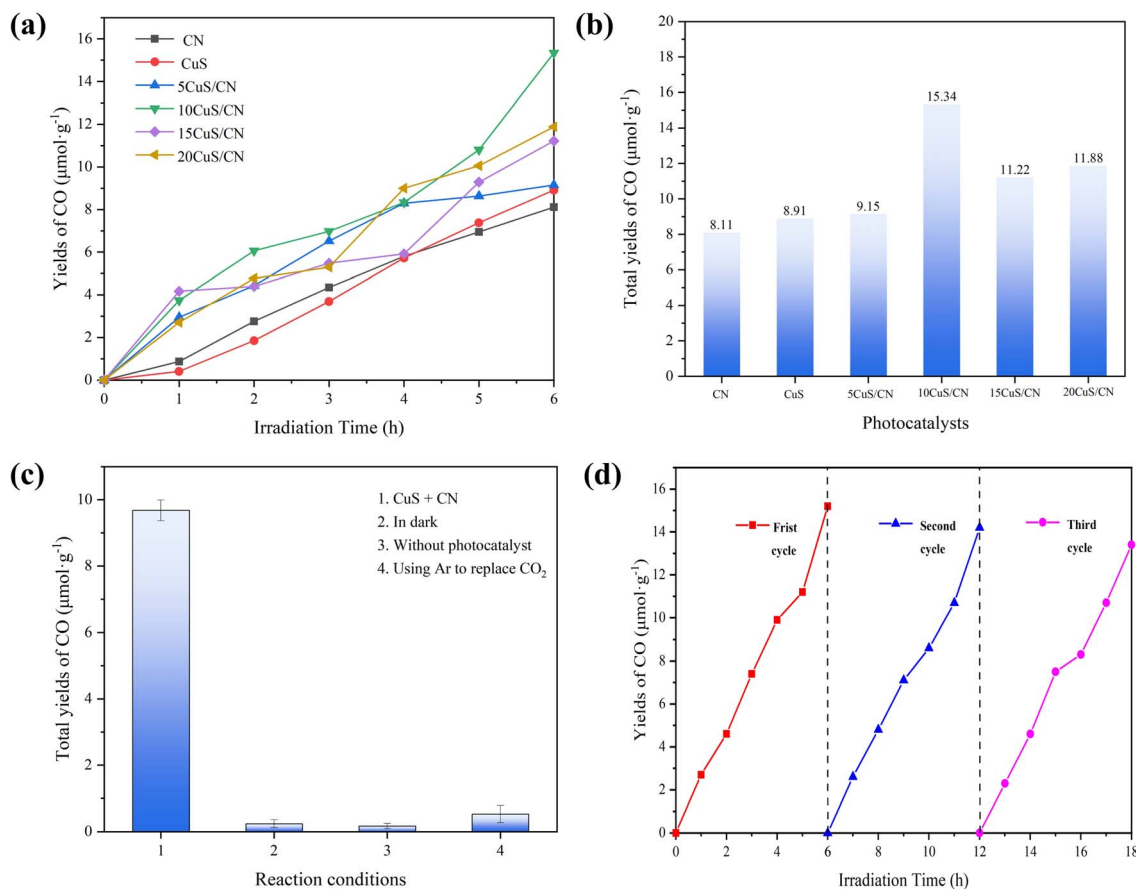 (a)
CN
CuS
5CuS/CN
10CuS/CN
15CuS/CN
20CuS/CN
Yields of CO (μmol·g⁻¹)
16
14
12
10
8
6
4
2
0
0 1 2 3 4 5 6
Irradiation Time (h)
(b)
Total yields of CO (μmol·g⁻¹)
20
18
16
14
12
10
8
6
4
2
0
8.11
8.91
9.15
15.34
11.22
11.88
CN CuS 5CuS/CN 10CuS/CN 15CuS/CN 20CuS/CN
Photocatalysts
(c)
Total yields of CO (μmol·g⁻¹)
10
8
6
4
2
0
1. CuS + CN
2. In dark
3. Without photocatalyst
4. Using Ar to replace CO₂
1 2 3 4
Reaction conditions
(d)
Yields of CO (μmol·g⁻¹)
16
14
12
10
8
6
4
2
0
Frist
cycle
Second
cycle
Third
cycle
0 2 4 6 8 10 12 14 16 18
Irradiation Time (h)